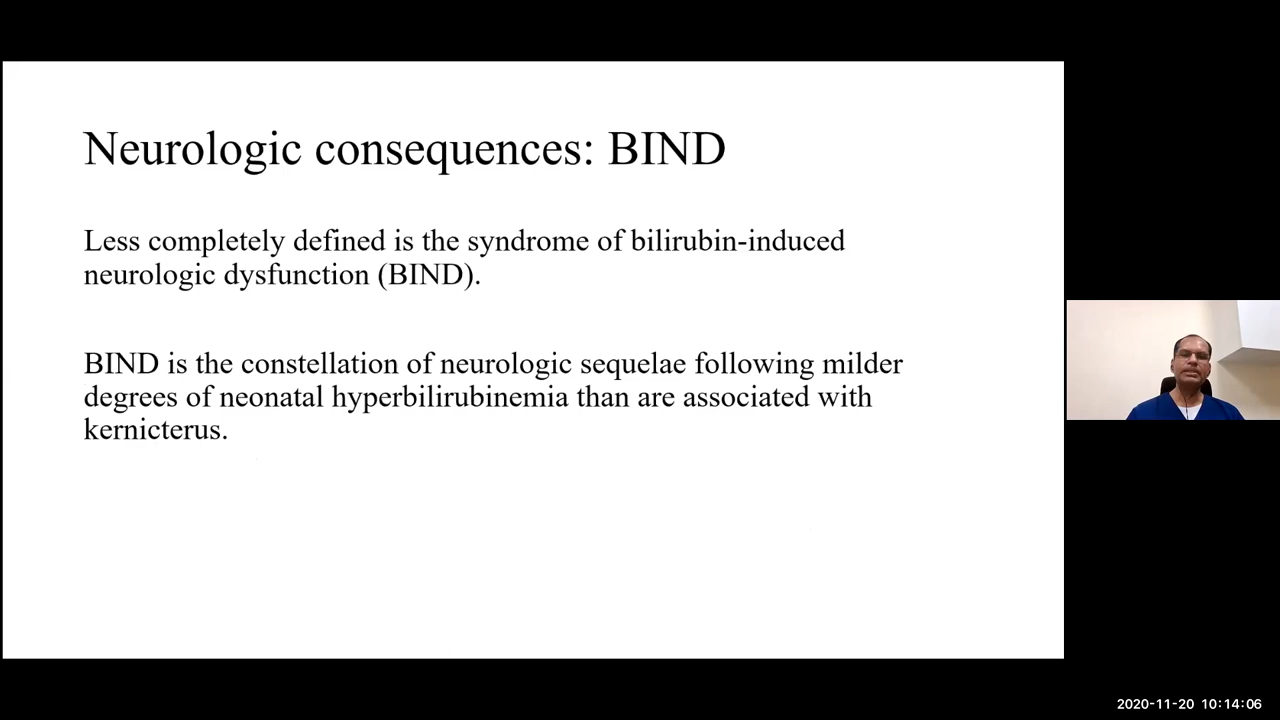 Neurologic consequences: BIND
Less completely defined is the syndrome of bilirubin-induced
neurologic dysfunction (BIND).
BIND is the constellation of neurologic sequelae following milder
degrees of neonatal hyperbilirubinemia than are associated with
kernicterus.
2020-11-20 10:14:06